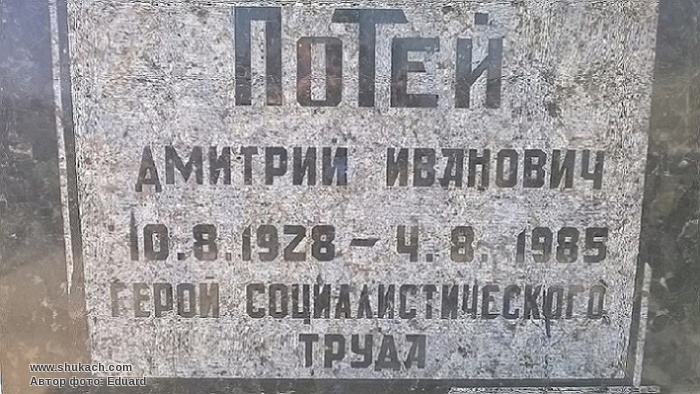 ПОТЕЙ
ДМИТРИЙ ИВАНОВИЧ
10.8.1928 – 4.8.1985
ГЕРОЙ СОЦИАЛИСТИЧЕСКОГО
ТРУДА
www.shukach.com
Автор фото: Eduard